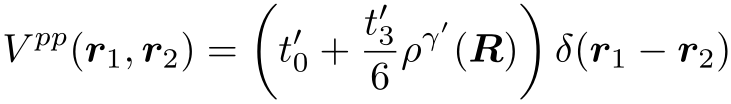 $V^{pp}(\boldsymbol{r}_1, \boldsymbol{r}_2) = \left( t_0' + \frac{t_3'}{6} \rho^{\gamma'}(\boldsymbol{R}) \right) \delta(\boldsymbol{r}_1 - \boldsymbol{r}_2)$